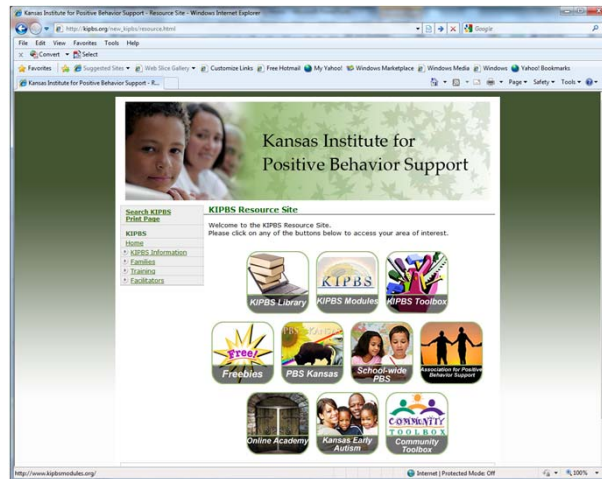 Kansas Institute for Positive Behavior Support - Resource Site - Windows Internet Explorer
http://kipbs.org/new_kipbs/resource.html
Google
File Edit View Favorites Tools Help
x Convert Select
Favorites Suggested Sites Web Slice Gallery Customize Links Free Hotmail My Yahoo! Windows Marketplace Windows Media Windows Yahoo! Bookmarks
Kansas Institute for Positive Behavior Support - R...
Page Safety Tools
Kansas Institute for
Positive Behavior Support
Search KIPBS
Print Page
KIPBS
Home
KIPBS Information
Families
Training
Facilitators
KIPBS Resource Site
Welcome to the KIPBS Resource Site.
Please click on any of the buttons below to access your area of interest.
KIPBS Library
KIPBS
KIPBS Modules
KIPBS Toolbox
Free!
Freebies
PBS KANSAS
PBS Kansas
School-wide
PBS
Association for Positive
Behavior Support
Online Academy
Kansas Early
Autism
COMMUNITY
TOOLBOX
Community
Toolbox
http://www.kipbsmodules.org/
Internet | Protected Mode: Off
100%